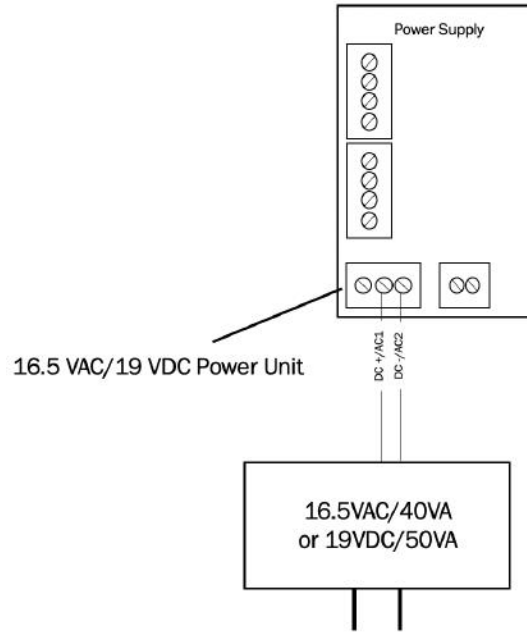 Power Supply
16.5 VAC/19 VDC Power Unit
DC +/AC1
DC -/AC2
16.5VAC/40VA
or 19VDC/50VA